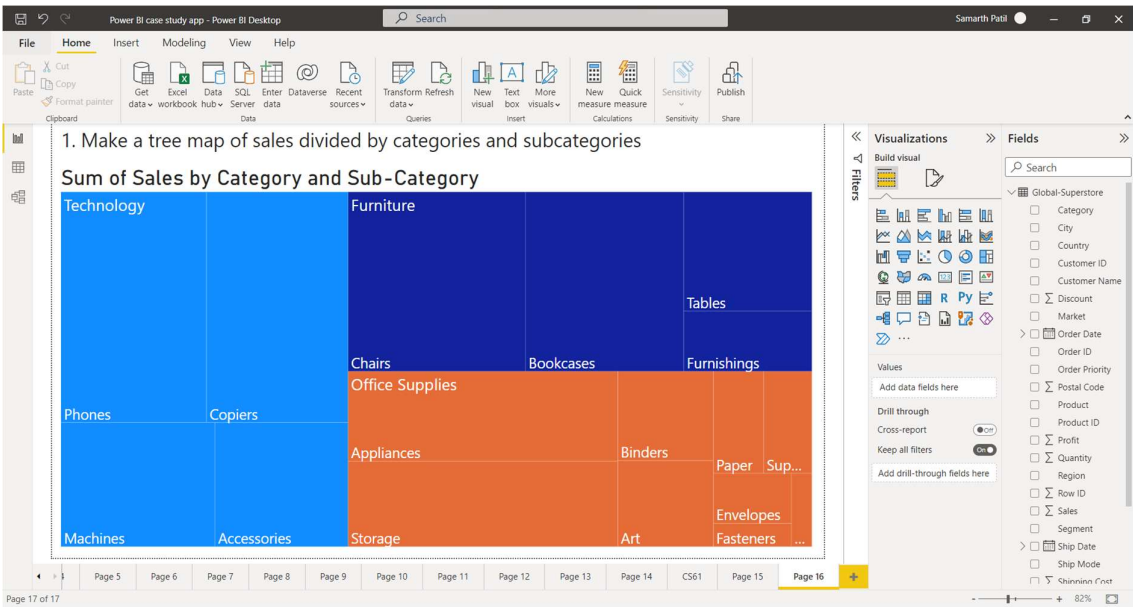 Power BI case study app - Power BI Desktop
Search
Samarth Patil
File Home Insert Modeling View Help
Paste
Cut
Copy
Format painter
Get data
Excel workbook
Data hub
SQL Server
Enter data
Dataverse
Recent sources
Transform data
Refresh
New visual
Text box
More visuals
New measure
Quick measure
Sensitivity
Publish
Clipboard
Data
Queries
Insert
Calculations
Sensitivity
Share
1. Make a tree map of sales divided by categories and subcategories
Sum of Sales by Category and Sub-Category
Technology
Phones
Copiers
Machines
Accessories
Furniture
Chairs
Bookcases
Tables
Furnishings
Office Supplies
Appliances
Storage
Binders
Art
Paper
Sup...
Envelopes
Fasteners
...
Filters
Visualizations
Build visual
R
Py
...
Values
Add data fields here
Drill through
Cross-report
Off
Keep all filters
On
Add drill-through fields here
Fields
Search
Global-Superstore
Category
City
Country
Customer ID
Customer Name
Discount
Market
Order Date
Order ID
Order Priority
Postal Code
Product
Product ID
Profit
Quantity
Region
Row ID
Sales
Segment
Ship Date
Ship Mode
Shipping Cost
Page 5
Page 6
Page 7
Page 8
Page 9
Page 10
Page 11
Page 12
Page 13
Page 14
CS61
Page 15
Page 16
Page 17 of 17
82%